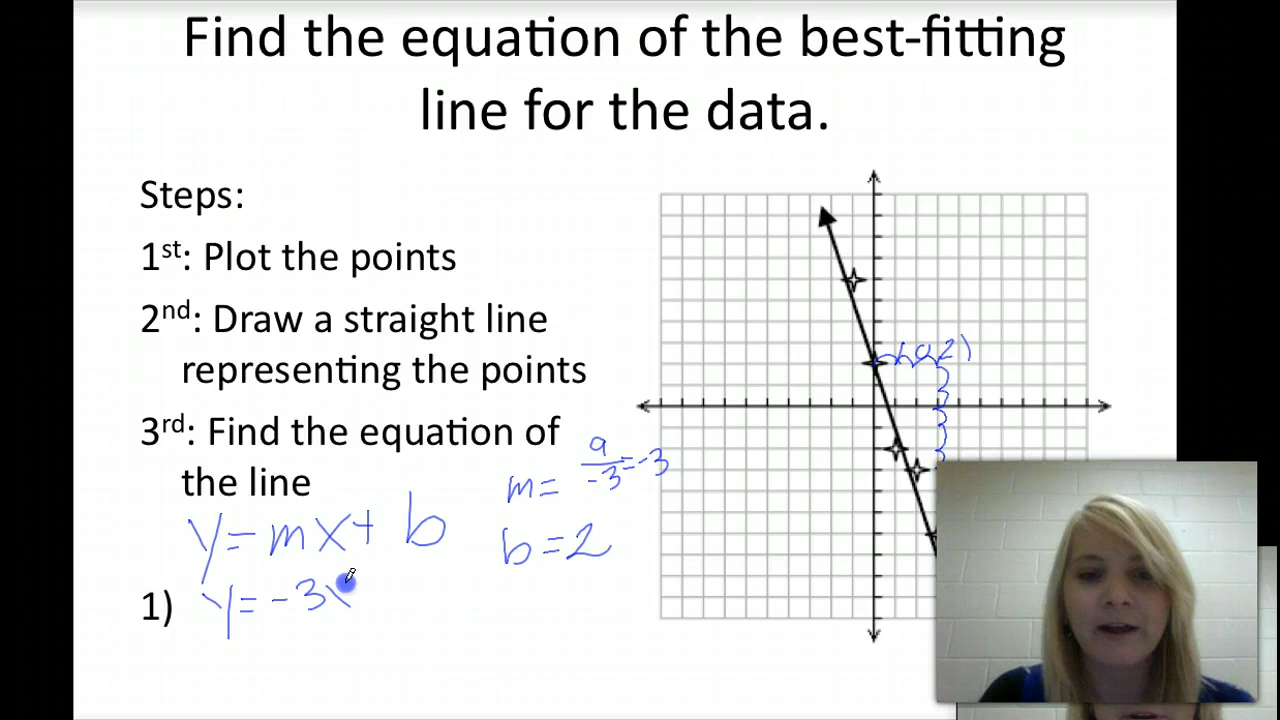 Find the equation of the best-fitting
line for the data.
Steps:
1st: Plot the points
2nd: Draw a straight line
representing the points
3rd: Find the equation of
the line
y=mx+ b
1) y= -3x
m= 9/-3=-3
b=2
(0,2)